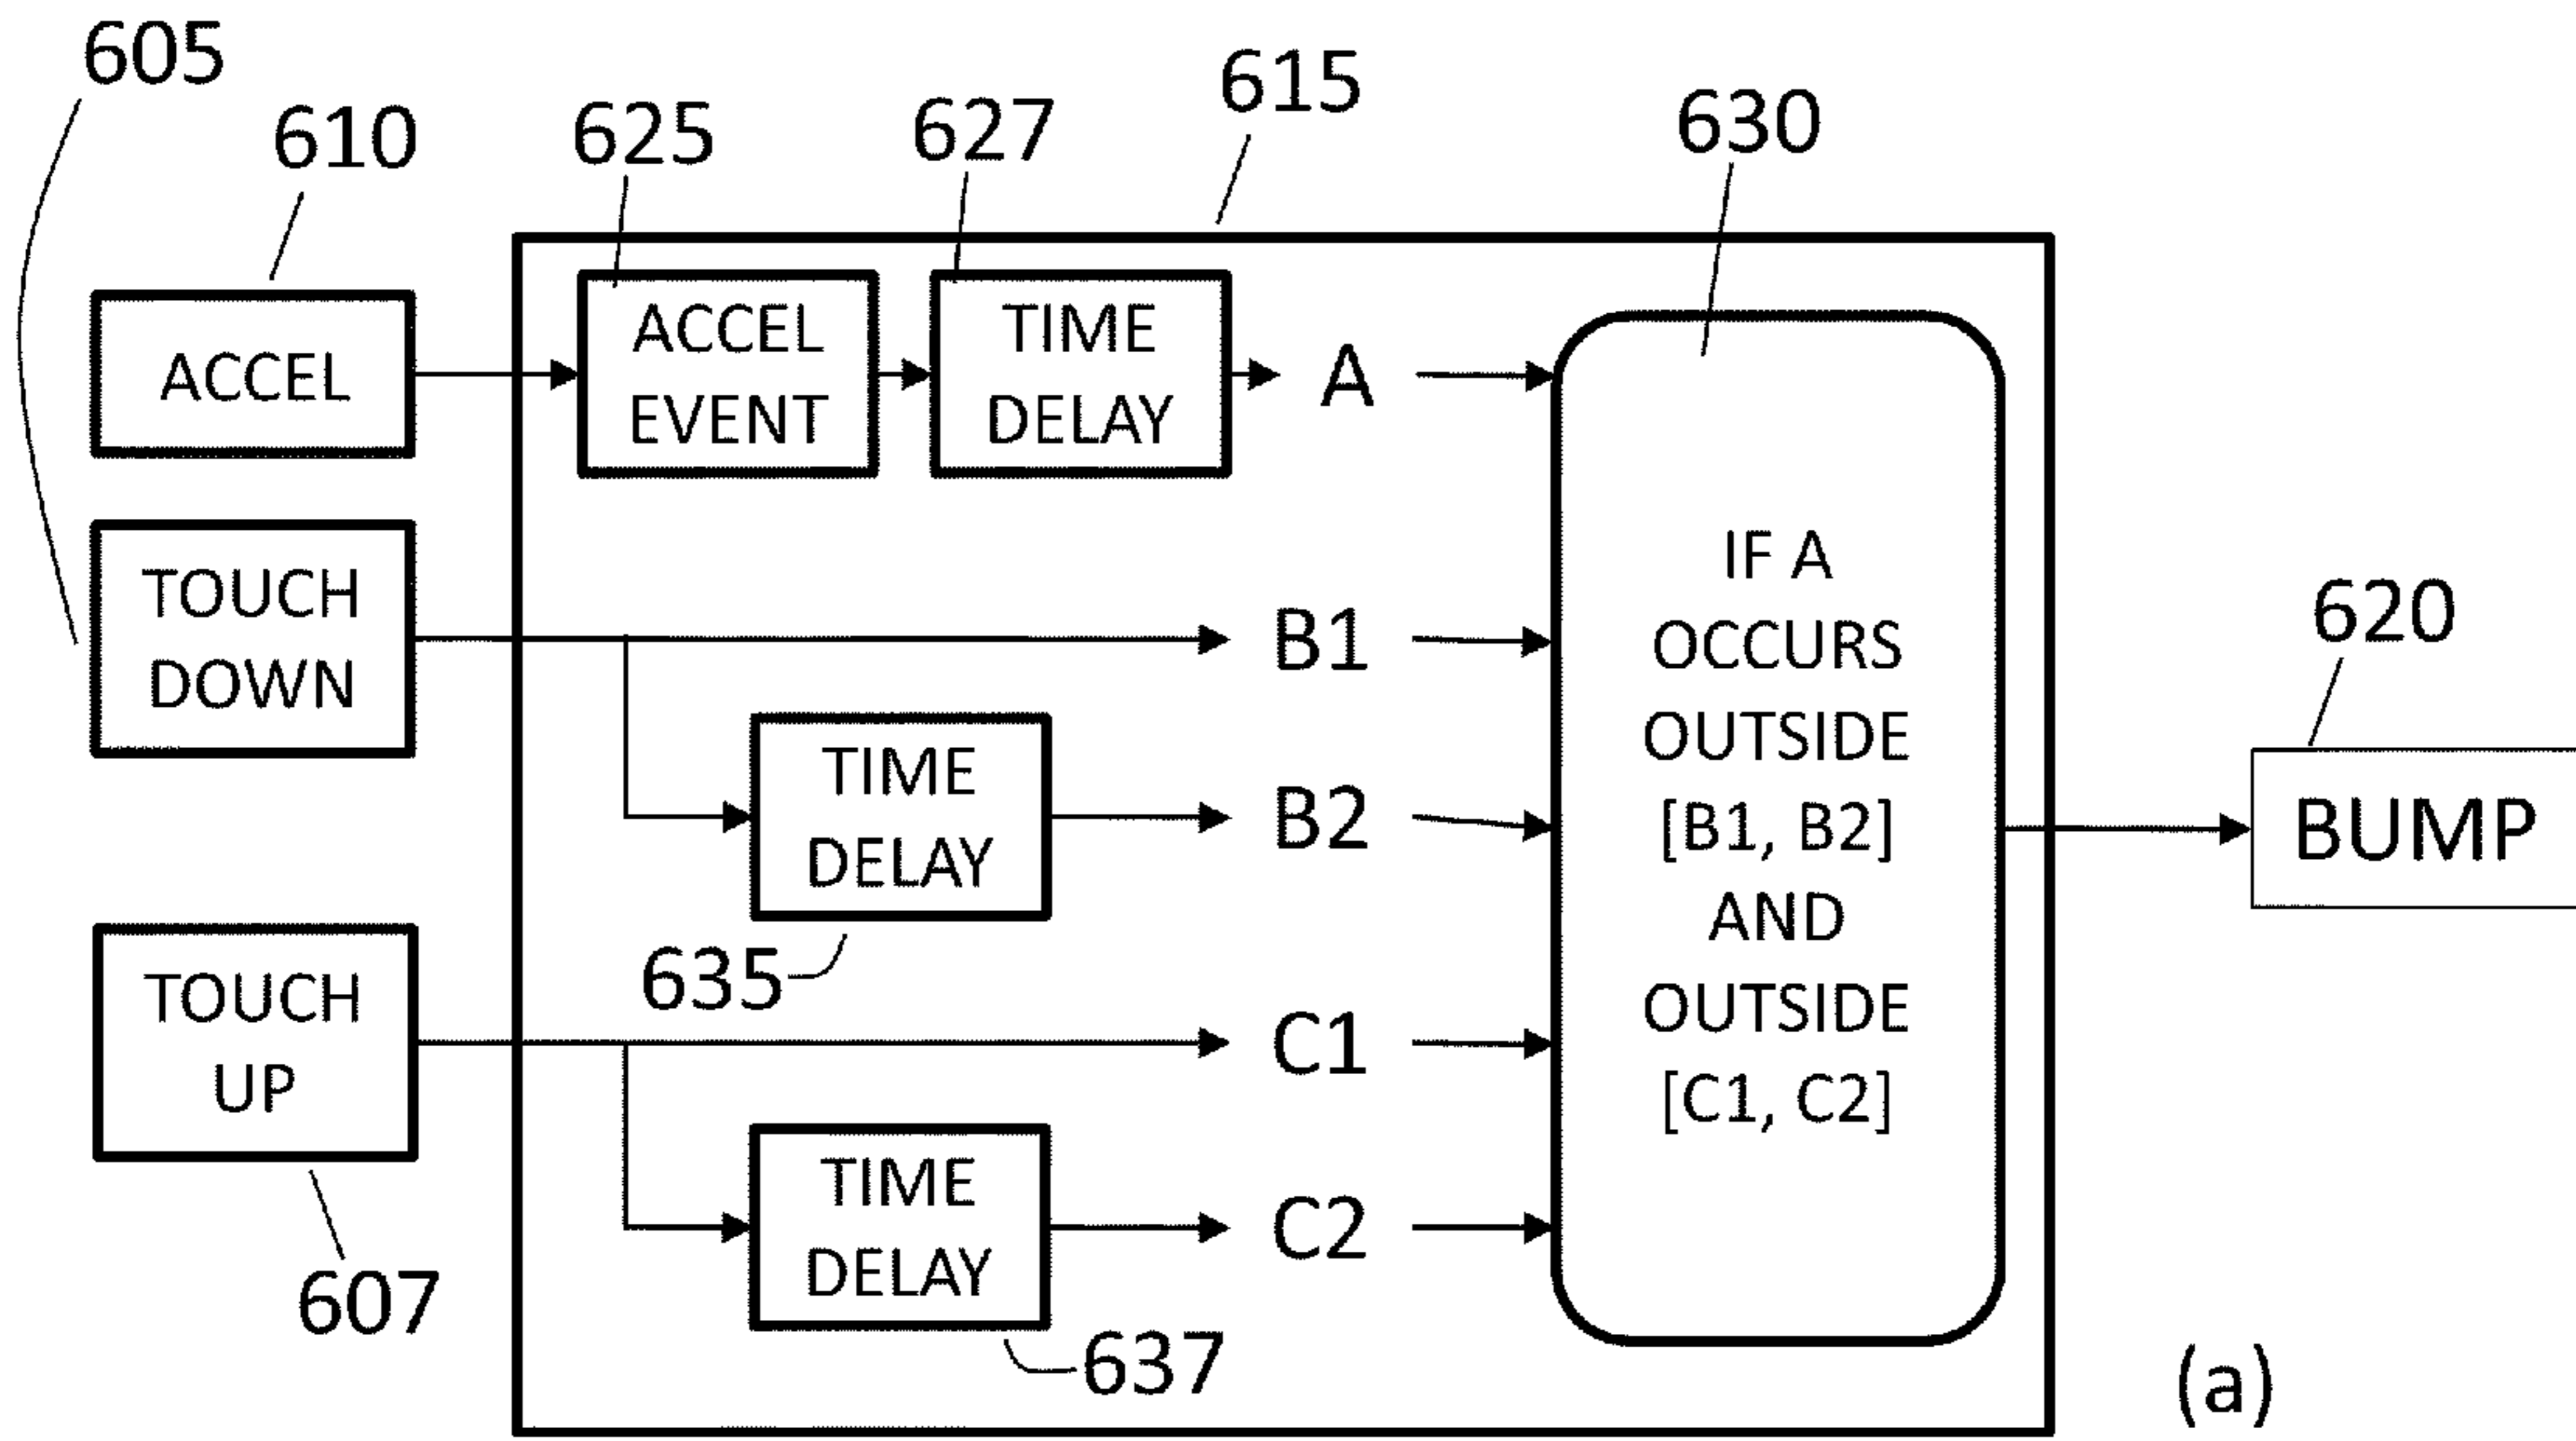 605
610
625
627
615
630
ACCEL
ACCEL
EVENT
TIME
DELAY
A
TOUCH
DOWN
B1
TIME
DELAY
B2
635
TOUCH
UP
607
C1
TIME
DELAY
C2
637
IF A
OCCURS
OUTSIDE
[B1, B2]
AND
OUTSIDE
[C1, C2]
620
BUMP
(a)